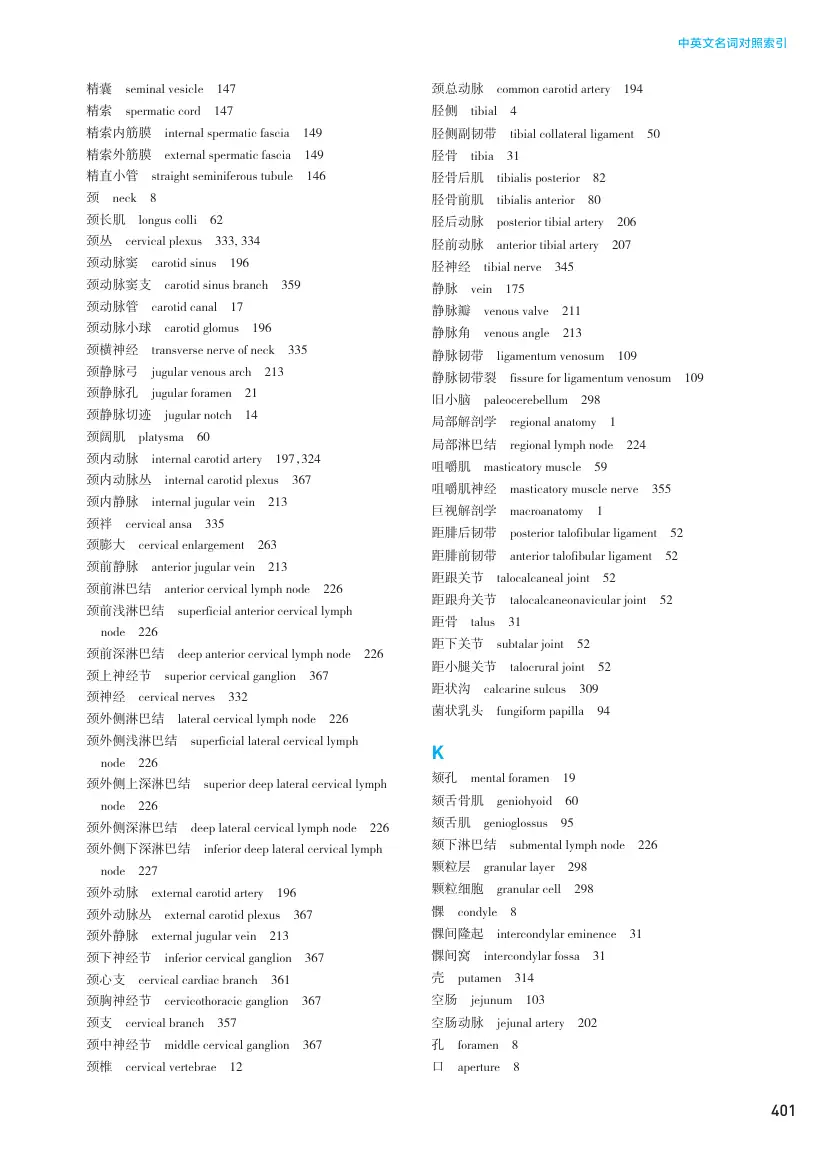 中英文名词对照索引
精囊 seminal vesicle 147
精索 spermatic cord 147
精索内筋膜 internal spermatic fascia 149
精索外筋膜 external spermatic fascia 149
精直小管 straight seminiferous tubule 146
颈 neck 8
颈长肌 longus colli 62
颈丛 cervical plexus 333, 334
颈动脉窦 carotid sinus 196
颈动脉窦支 carotid sinus branch 359
颈动脉管 carotid canal 17
颈动脉小球 carotid glomus 196
颈横神经 transverse nerve of neck 335
颈静脉弓 jugular venous arch 213
颈静脉孔 jugular foramen 21
颈静脉切迹 jugular notch 14
颈阔肌 platysma 60
颈内动脉 internal carotid artery 197,324
颈内动脉丛 internal carotid plexus 367
颈内静脉 internal jugular vein 213
颈袢 cervical ansa 335
颈膨大 cervical enlargement 263
颈前静脉 anterior jugular vein 213
颈前淋巴结 anterior cervical lymph node 226
颈前浅淋巴结 superficial anterior cervical lymph
node 226
颈前深淋巴结 deep anterior cervical lymph node 226
颈上神经节 superior cervical ganglion 367
颈神经 cervical nerves 332
颈外侧淋巴结 lateral cervical lymph node 226
颈外侧浅淋巴结 superficial lateral cervical lymph
node 226
颈外侧上深淋巴结 superior deep lateral cervical lymph
node 226
颈外侧深淋巴结 deep lateral cervical lymph node 226
颈外侧下深淋巴结 inferior deep lateral cervical lymph
node 227
颈外动脉 external carotid artery 196
颈外动脉丛 external carotid plexus 367
颈外静脉 external jugular vein 213
颈下神经节 inferior cervical ganglion 367
颈心支 cervical cardiac branch 361
颈胸神经节 cervicothoracic ganglion 367
颈支 cervical branch 357
颈中神经节 middle cervical ganglion 367
颈椎 cervical vertebrae 12
颈总动脉 common carotid artery 194
胫侧 tibial 4
胫侧副韧带 tibial collateral ligament 50
胫骨 tibia 31
胫骨后肌 tibialis posterior 82
胫骨前肌 tibialis anterior 80
胫后动脉 posterior tibial artery 206
胫前动脉 anterior tibial artery 207
胫神经 tibial nerve 345
静脉 vein 175
静脉瓣 venous valve 211
静脉角 venous angle 213
静脉韧带 ligamentum venosum 109
静脉韧带裂 fissure for ligamentum venosum 109
旧小脑 paleocerebellum 298
局部解剖学 regional anatomy 1
局部淋巴结 regional lymph node 224
咀嚼肌 masticatory muscle 59
咀嚼肌神经 masticatory muscle nerve 355
巨视解剖学 macroanatomy 1
距腓后韧带 posterior talofibular ligament 52
距腓前韧带 anterior talofibular ligament 52
距跟关节 talocalcaneal joint 52
距跟舟关节 talocalcaneonavicular joint 52
距骨 talus 31
距下关节 subtalar joint 52
距小腿关节 talocrural joint 52
距状沟 calcarine sulcus 309
菌状乳头 fungiform papilla 94
K
颏孔 mental foramen 19
颏舌骨肌 geniohyoid 60
颏舌肌 genioglossus 95
颏下淋巴结 submental lymph node 226
颗粒层 granular layer 298
颗粒细胞 granular cell 298
髁 condyle 8
髁间隆起 intercondylar eminence 31
髁间窝 intercondylar fossa 31
壳 putamen 314
空肠 jejunum 103
空肠动脉 jejunal artery 202
孔 foramen 8
口 aperture 8
401